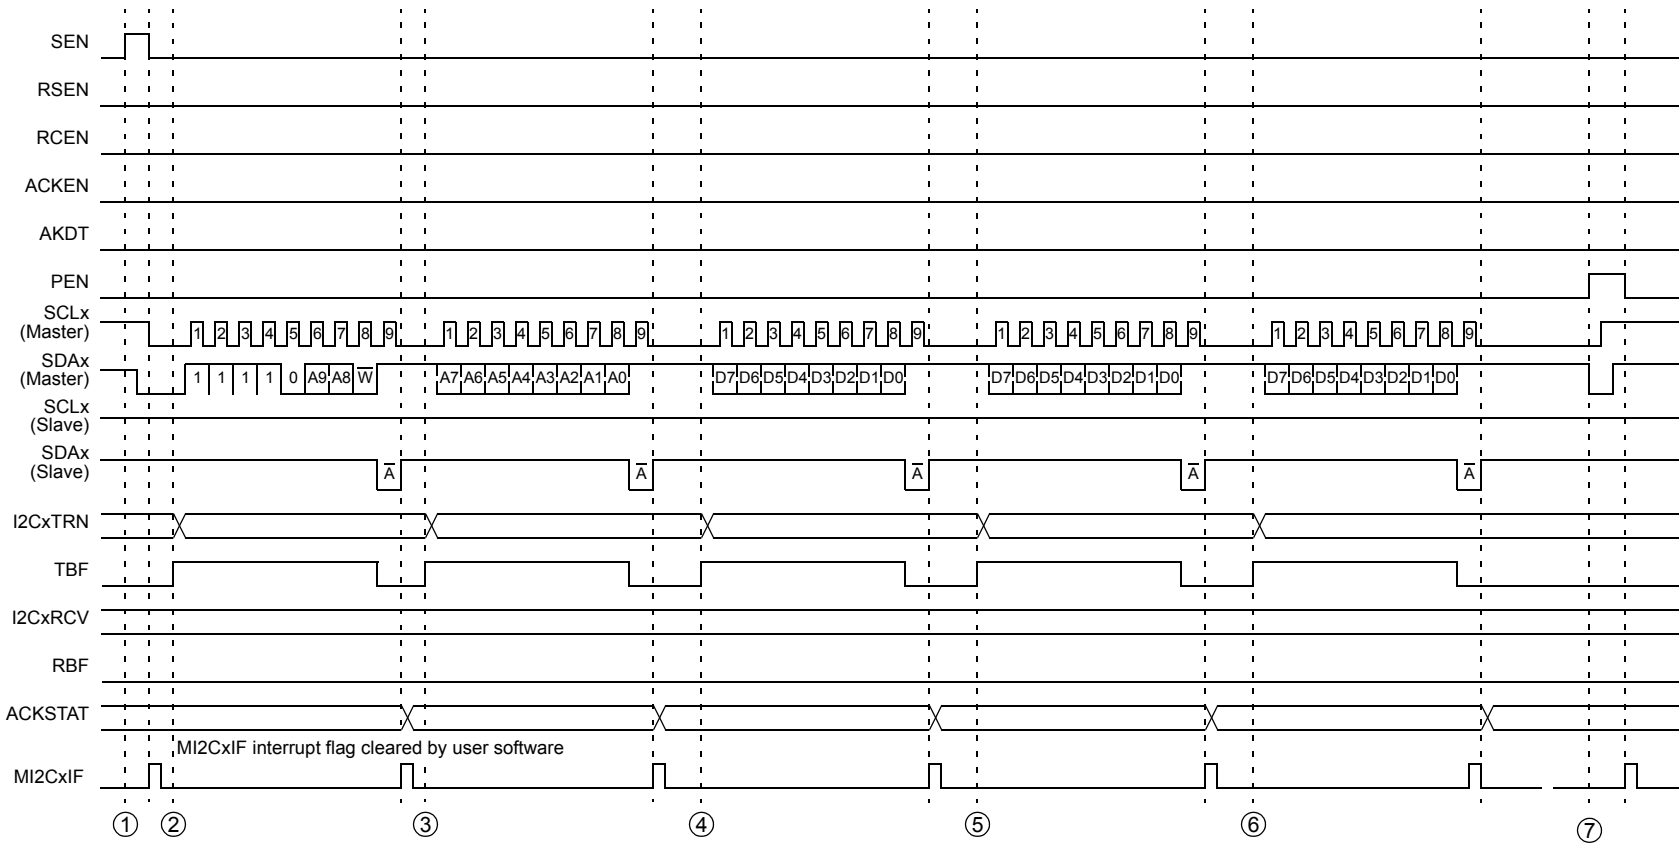 SEN
RSEN
RCEN
ACKEN
AKDT
PEN
SCLx
(Master)
1 2 3 4 5 6 7 8 9 1 2 3 4 5 6 7 8 9 1 2 3 4 5 6 7 8 9 1 2 3 4 5 6 7 8 9 1 2 3 4 5 6 7 8 9
SDAx
(Master)
1 1 1 1 0 A9 A8 W̅ A7 A6 A5 A4 A3 A2 A1 A0 D7 D6 D5 D4 D3 D2 D1 D0 D7 D6 D5 D4 D3 D2 D1 D0 D7 D6 D5 D4 D3 D2 D1 D0
SCLx
(Slave)
SDAx
(Slave)
A̅ A̅ A̅ A̅ A̅
I2CxTRN
TBF
I2CxRCV
RBF
ACKSTAT
MI2CxIF interrupt flag cleared by user software
MI2CxIF
1 2 3 4 5 6 7